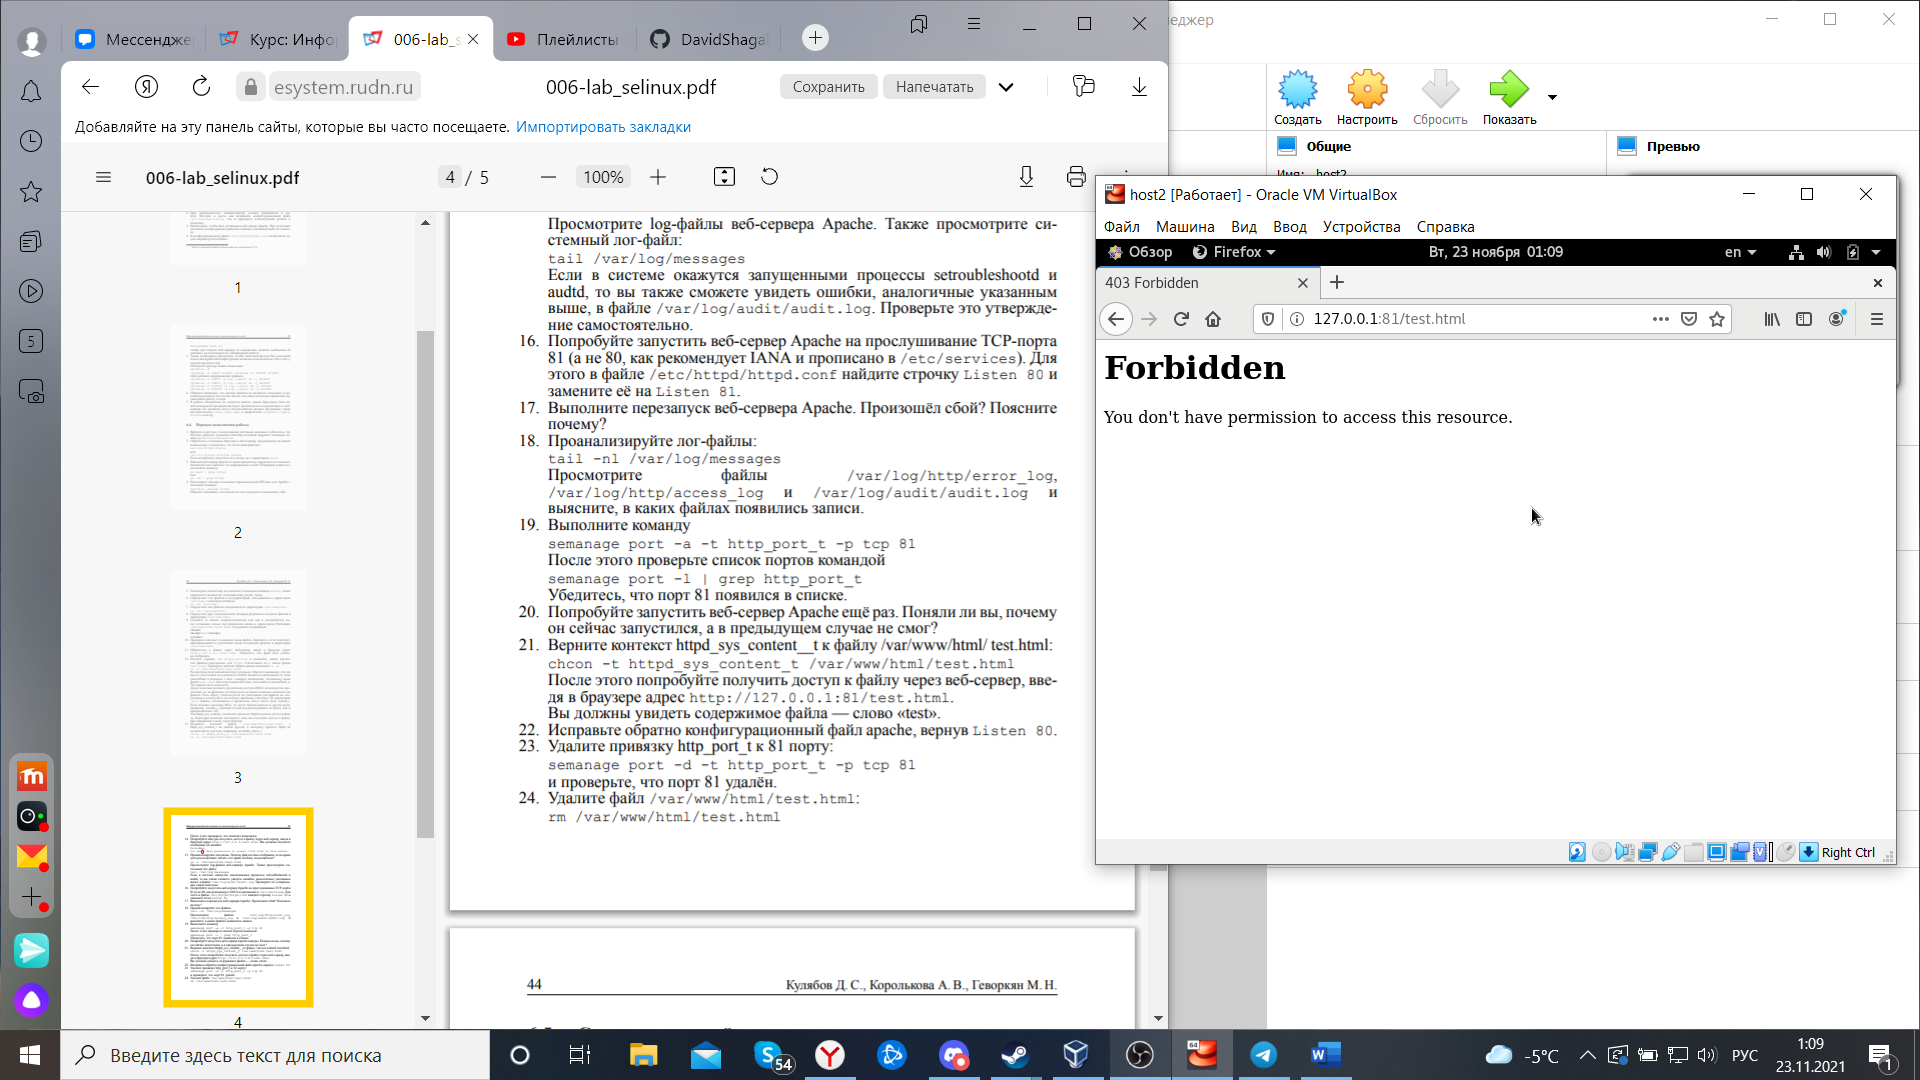 Мессендже
Курс: Инфо
006-lab_s
Плейлисты
DavidShaga
еджер
esystem.rudn.ru
006-lab_selinux.pdf
Сохранить
Напечатать
Добавляйте на эту панель сайты, которые вы часто посещаете. Импортировать закладки
006-lab_selinux.pdf
4 / 5
100%
1
2
3
4
5
Просмотрите log-файлы веб-сервера Apache. Также просмотрите си-
стемный лог-файл:
tail /var/log/messages
Если в системе окажутся запущенными процессы setroubleshootd и
audtd, то вы также сможете увидеть ошибки, аналогичные указанным
выше, в файле /var/log/audit/audit.log. Проверьте это утвержде-
ние самостоятельно.
16. Попробуйте запустить веб-сервер Apache на прослушивание TCP-порта
81 (а не 80, как рекомендует IANA и прописано в /etc/services). Для
этого в файле /etc/httpd/httpd.conf найдите строчку Listen 80 и
замените её на Listen 81.
17. Выполните перезапуск веб-сервера Apache. Произошёл сбой? Поясните
почему?
18. Проанализируйте лог-файлы:
tail -nl /var/log/messages
Просмотрите файлы /var/log/http/error_log,
/var/log/http/access_log и /var/log/audit/audit.log и
выясните, в каких файлах появились записи.
19. Выполните команду
semanage port -a -t http_port_t -p tcp 81
После этого проверьте список портов командой
semanage port -l | grep http_port_t
Убедитесь, что порт 81 появился в списке.
20. Попробуйте запустить веб-сервер Apache ещё раз. Поняли ли вы, почему
он сейчас запустился, а в предыдущем случае не смог?
21. Верните контекст httpd_sys_content__t к файлу /var/www/html/ test.html:
chcon -t httpd_sys_content_t /var/www/html/test.html
После этого попробуйте получить доступ к файлу через веб-сервер, вве-
дя в браузере адрес http://127.0.0.1:81/test.html.
Вы должны увидеть содержимое файла — слово «test».
22. Исправьте обратно конфигурационный файл apache, вернув Listen 80.
23. Удалите привязку http_port_t к 81 порту:
semanage port -d -t http_port_t -p tcp 81
и проверьте, что порт 81 удалён.
24. Удалите файл /var/www/html/test.html:
rm /var/www/html/test.html
44 Кулябов Д. С., Королькова А. В., Геворкян М. Н.
Создать
Настроить
Сбросить
Показать
Общие
Превью
Имя: host2
host2 [Работает] - Oracle VM VirtualBox
Файл Машина Вид Ввод Устройства Справка
Обзор Firefox Вт, 23 ноября 01:09 en
403 Forbidden
127.0.0.1:81/test.html
Forbidden
You don't have permission to access this resource.
Right Ctrl
Введите здесь текст для поиска
54
64
-5°C
РУС
1:09
23.11.2021
1